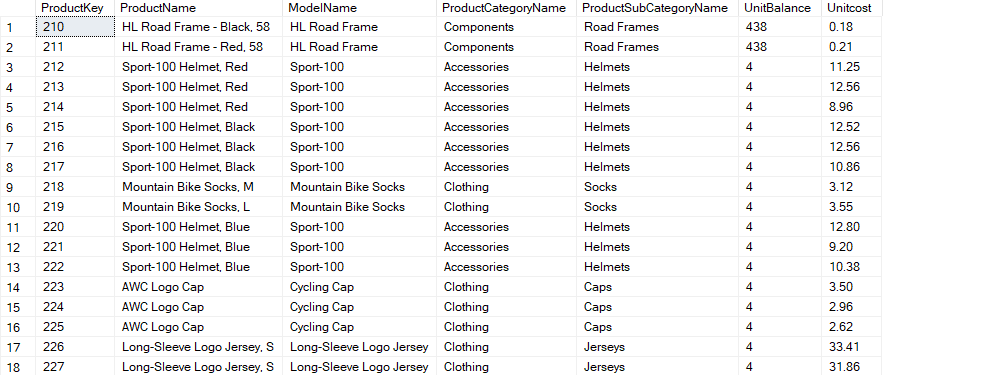 ProductKey ProductName ModelName ProductCategoryName ProductSubCategoryName UnitBalance Unitcost
1 210 HL Road Frame - Black, 58 HL Road Frame Components Road Frames 438 0.18
2 211 HL Road Frame - Red, 58 HL Road Frame Components Road Frames 438 0.21
3 212 Sport-100 Helmet, Red Sport-100 Accessories Helmets 4 11.25
4 213 Sport-100 Helmet, Red Sport-100 Accessories Helmets 4 12.56
5 214 Sport-100 Helmet, Red Sport-100 Accessories Helmets 4 8.96
6 215 Sport-100 Helmet, Black Sport-100 Accessories Helmets 4 12.52
7 216 Sport-100 Helmet, Black Sport-100 Accessories Helmets 4 12.56
8 217 Sport-100 Helmet, Black Sport-100 Accessories Helmets 4 10.86
9 218 Mountain Bike Socks, M Mountain Bike Socks Clothing Socks 4 3.12
10 219 Mountain Bike Socks, L Mountain Bike Socks Clothing Socks 4 3.55
11 220 Sport-100 Helmet, Blue Sport-100 Accessories Helmets 4 12.80
12 221 Sport-100 Helmet, Blue Sport-100 Accessories Helmets 4 9.20
13 222 Sport-100 Helmet, Blue Sport-100 Accessories Helmets 4 10.38
14 223 AWC Logo Cap Cycling Cap Clothing Caps 4 3.50
15 224 AWC Logo Cap Cycling Cap Clothing Caps 4 2.96
16 225 AWC Logo Cap Cycling Cap Clothing Caps 4 2.62
17 226 Long-Sleeve Logo Jersey, S Long-Sleeve Logo Jersey Clothing Jerseys 4 33.41
18 227 Long-Sleeve Logo Jersey, S Long-Sleeve Logo Jersey Clothing Jerseys 4 31.86